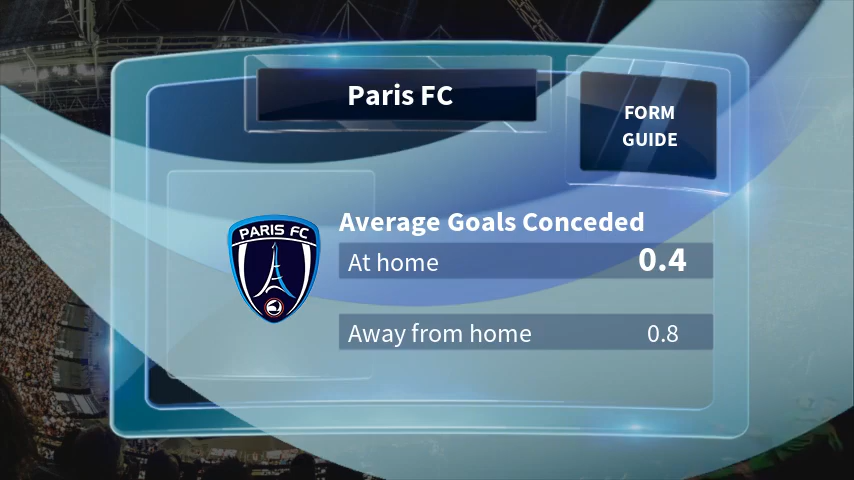 Paris FC
FORM
GUIDE
Average Goals Conceded
At home 0.4
Away from home 0.8
PARIS FC